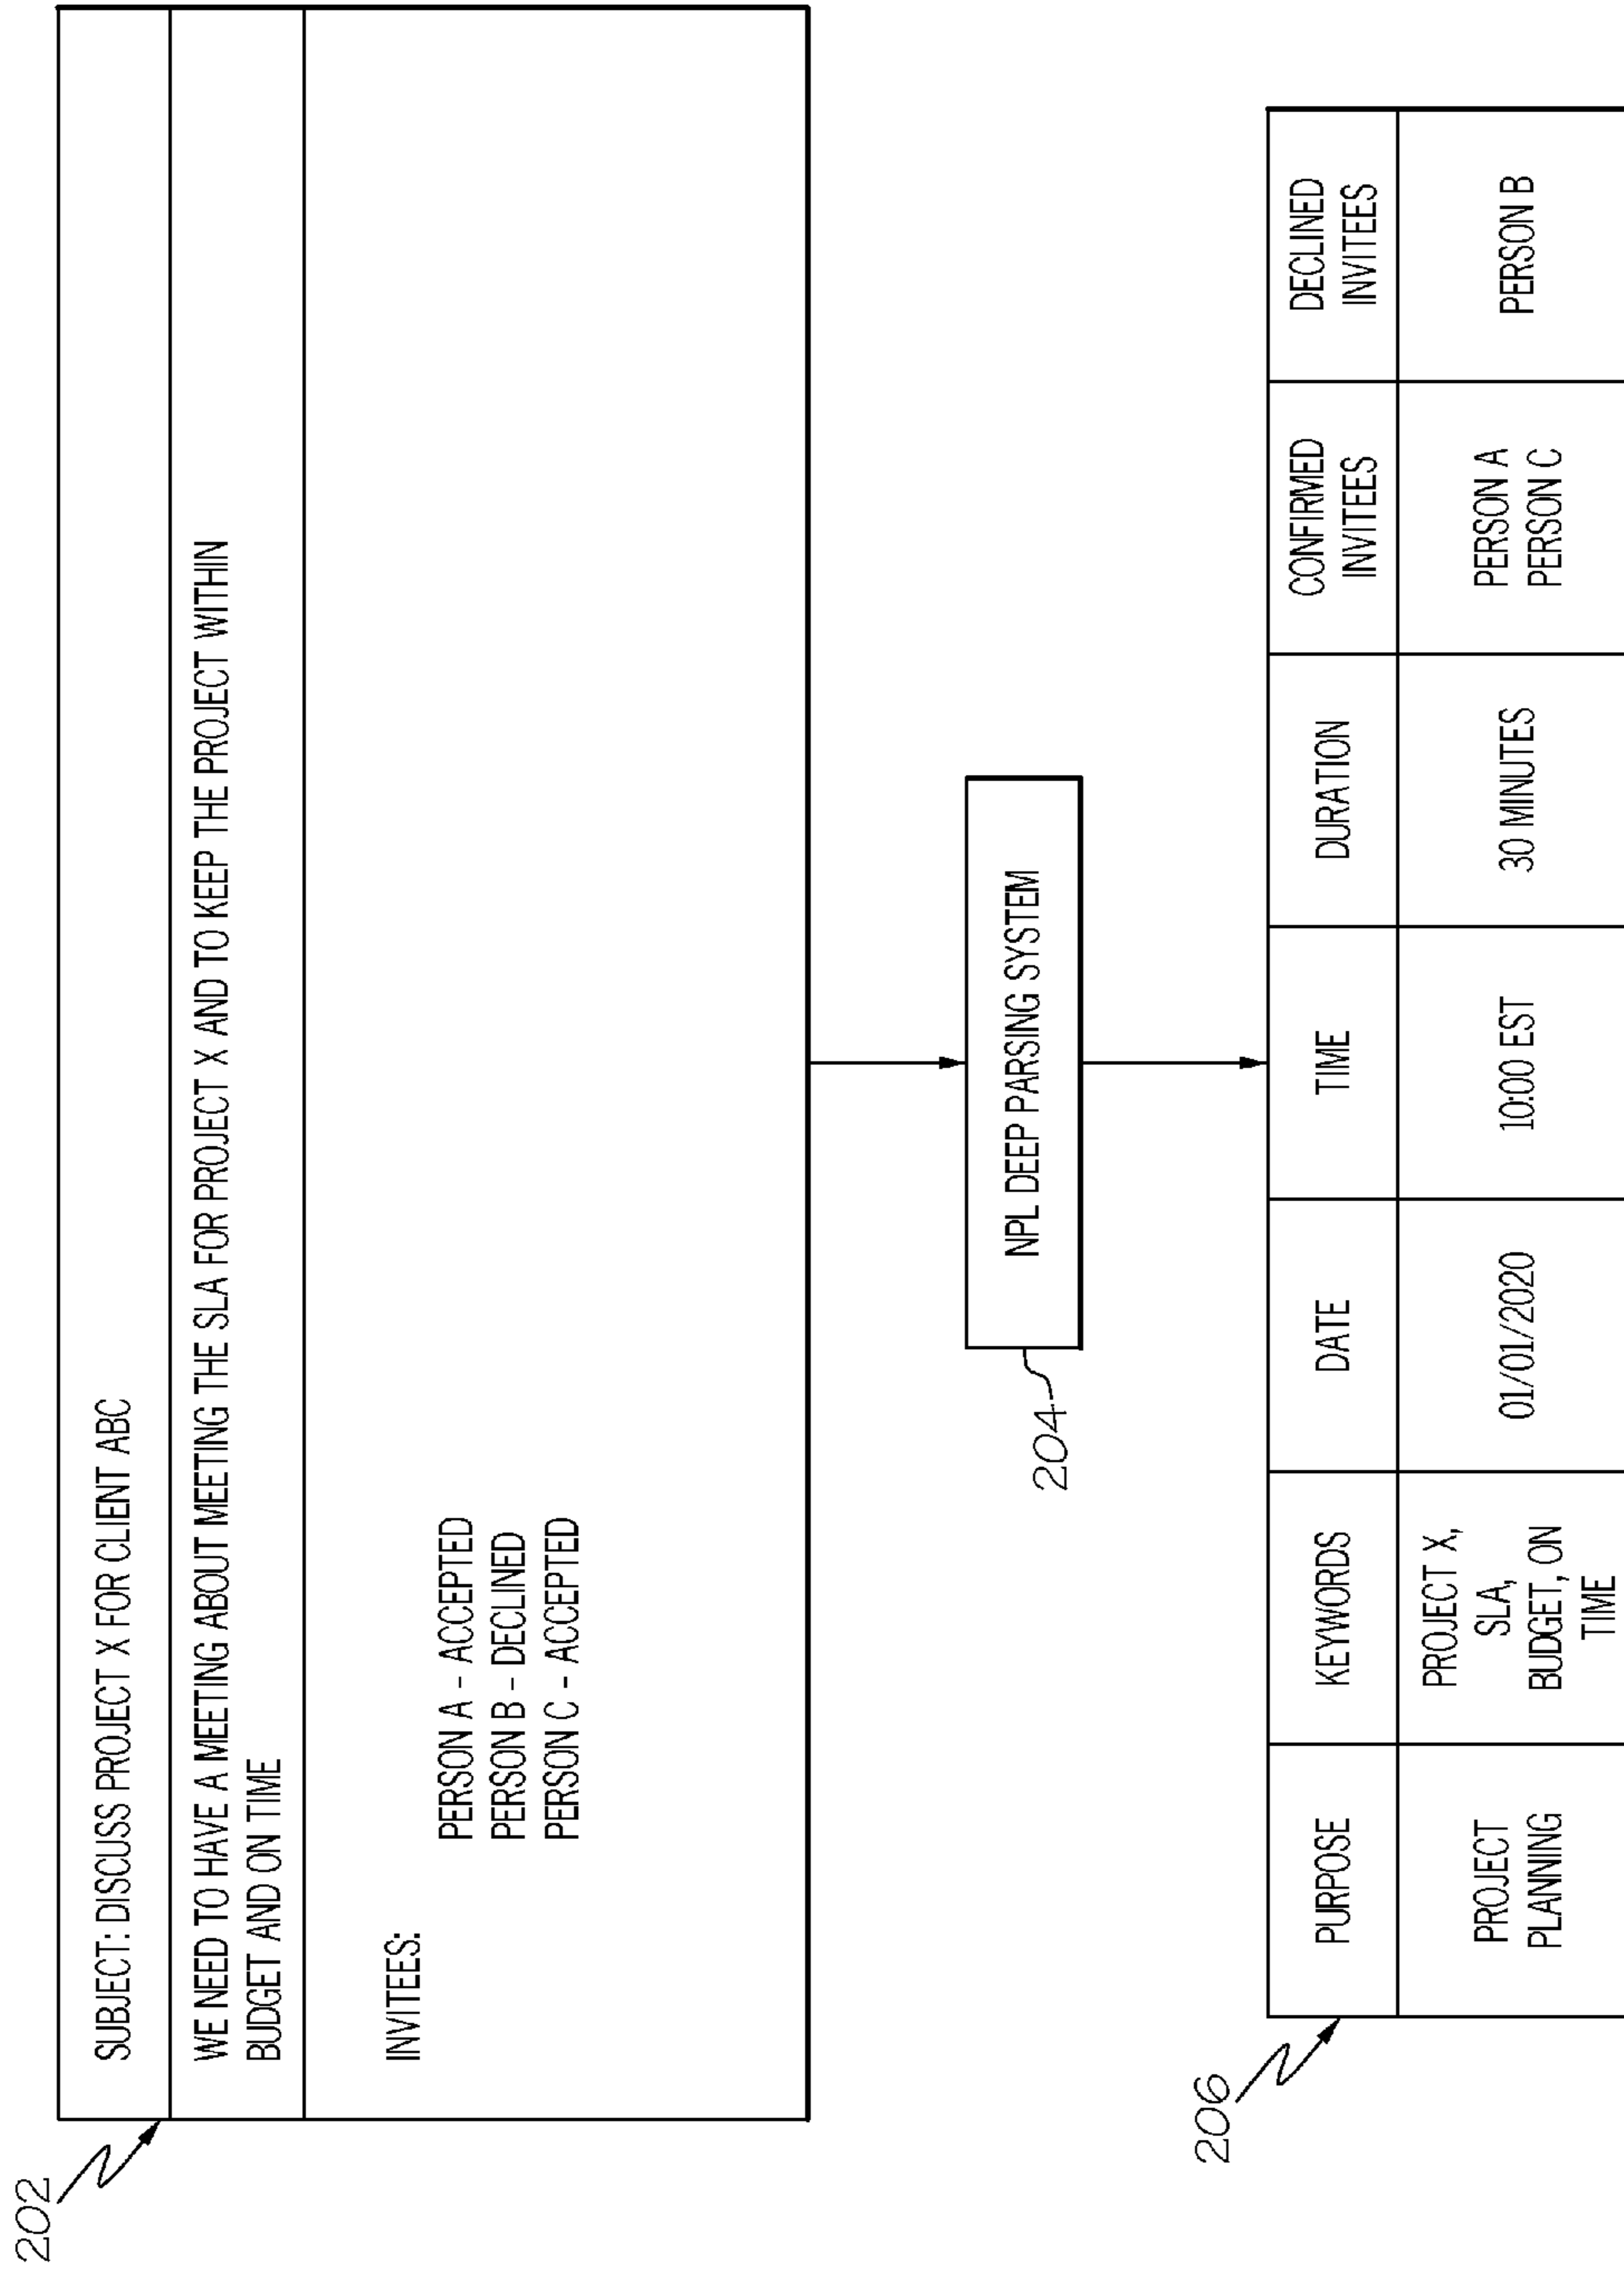 202
SUBJECT: DISCUSS PROJECT X FOR CLIENT ABC
WE NEED TO HAVE A MEETING ABOUT MEETING THE SLA FOR PROJECT X AND TO KEEP THE PROJECT WITHIN
BUDGET AND ON TIME
INVITEES:
PERSON A - ACCEPTED
PERSON B - DECLINED
PERSON C - ACCEPTED
204
NPL DEEP PARSING SYSTEM
206
PURPOSE
KEYWORDS
DATE
TIME
DURATION
CONFIRMED
INVITEES
DECLINED
INVITEES
PROJECT
PLANNING
PROJECT X,
SLA,
BUDGET, ON
TIME
01/01/2020
10:00 EST
30 MINUTES
PERSON A
PERSON C
PERSON B